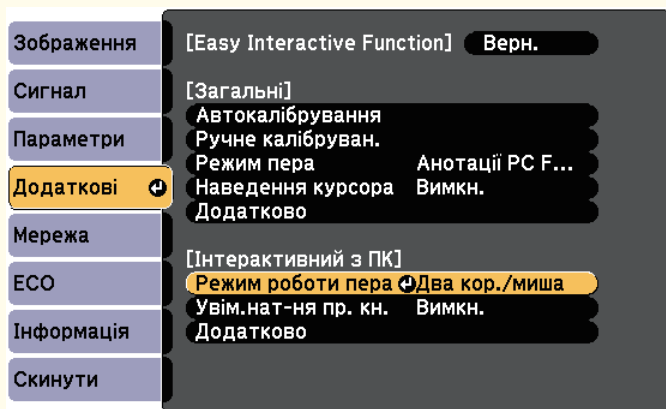 Зображення
Сигнал
Параметри
Додаткові
Мережа
ECO
Інформація
Скинути
[Easy Interactive Function] Верн.
[Загальні]
Автокалібрування
Ручне калібруван.
Режим пера Анотації PC F...
Наведення курсора Вимкн.
Додатково
[Інтерактивний з ПК]
Режим роботи пера Два кор./миша
Увім.нат-ня пр. кн. Вимкн.
Додатково